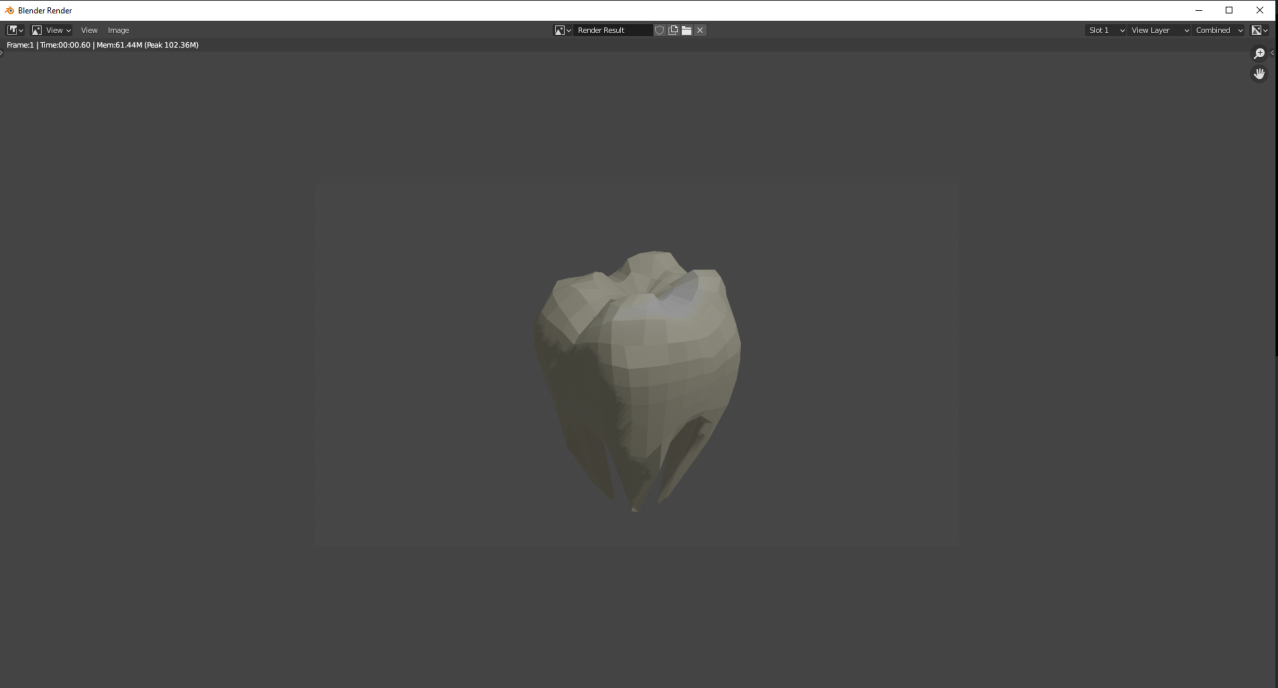 Blender Render
View View Image Render Result Slot 1 View Layer Combined
Frame:1 | Time:00:00.60 | Mem:61.44M (Peak 102.36M)